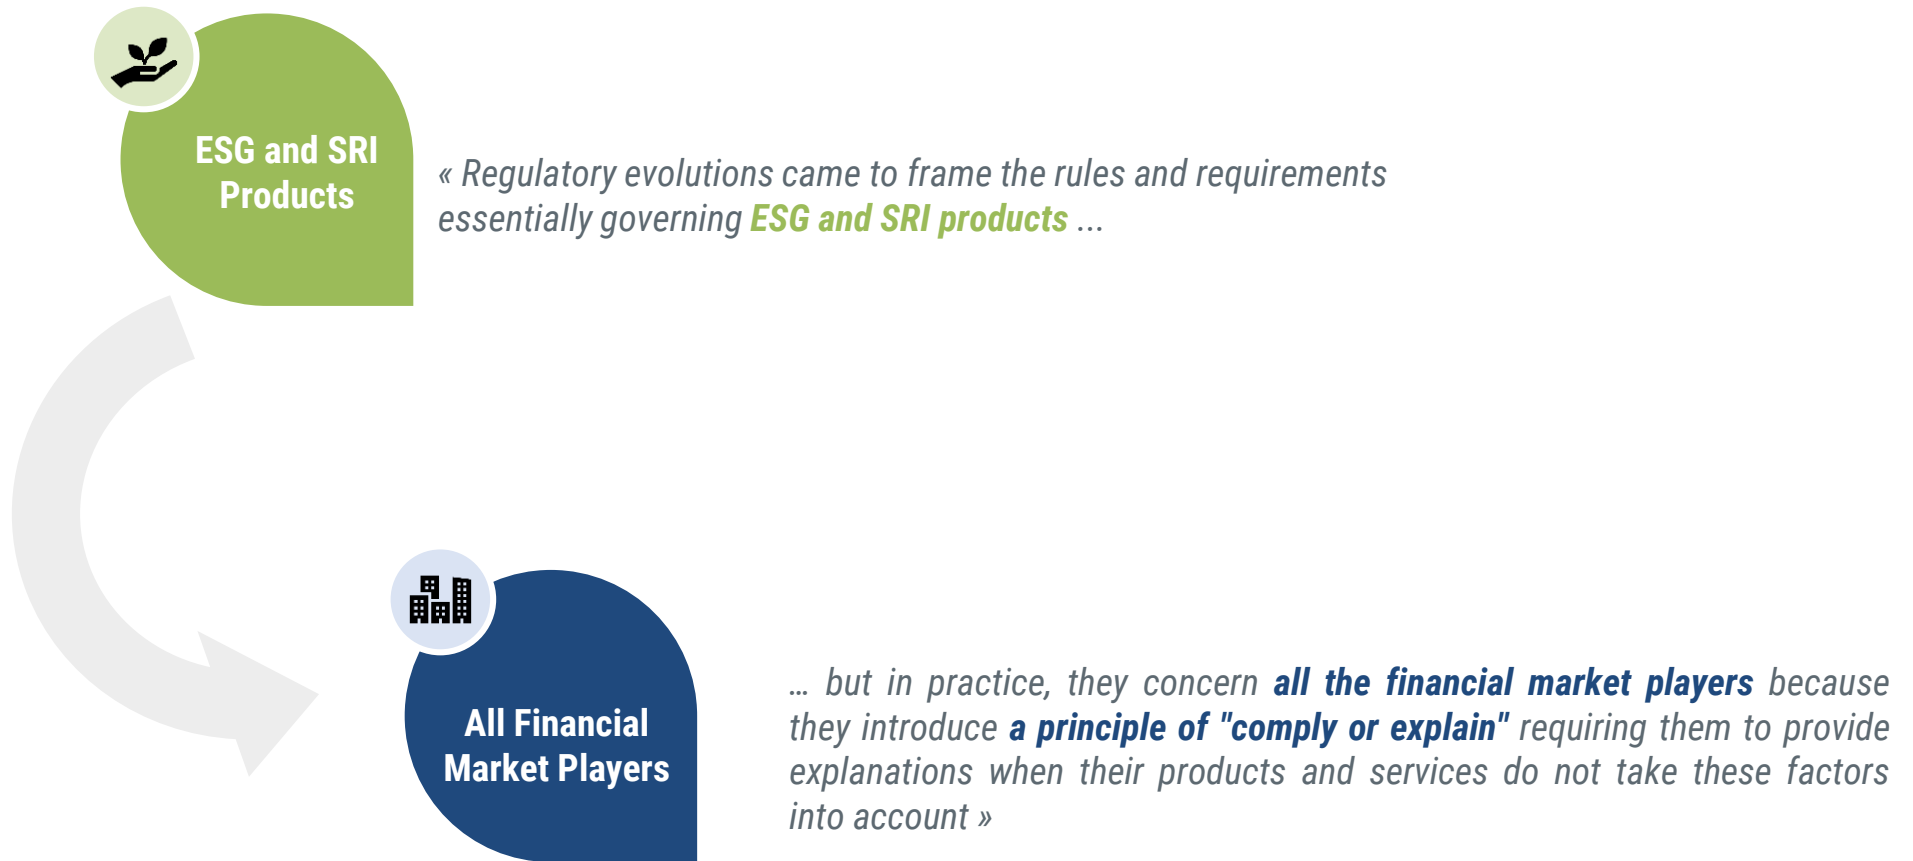 ESG and SRI
Products
« Regulatory evolutions came to frame the rules and requirements
essentially governing ESG and SRI products ...
All Financial
Market Players
… but in practice, they concern all the financial market players because
they introduce a principle of "comply or explain" requiring them to provide
explanations when their products and services do not take these factors
into account »